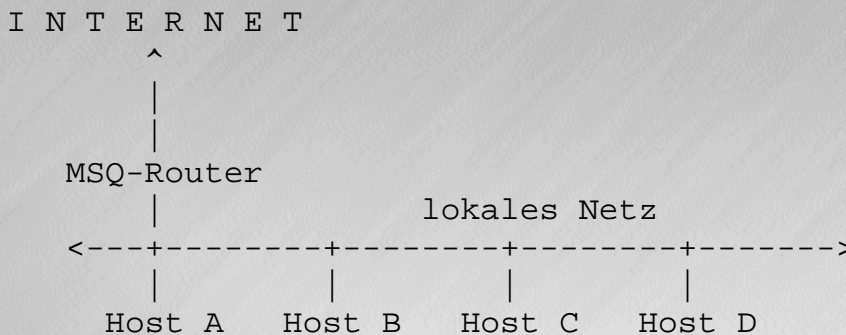 I N T E R N E T
^
|
|
MSQ-Router
| lokales Netz
<---+---------+---------+---------+------->
| | | |
Host A Host B Host C Host D